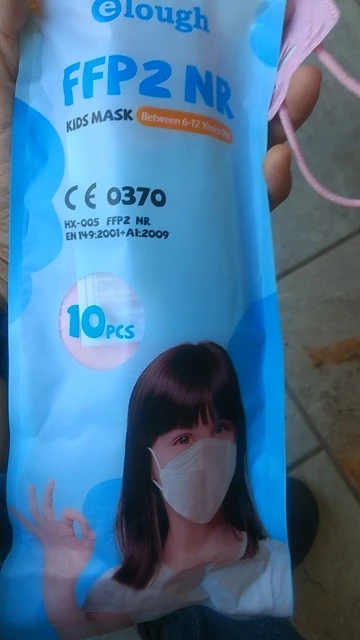 elough
FFP2 NR
KIDS MASK Between 6-12 Years Old
CE 0370
HX-005 FFP2 NR
EN 149:2001+A1:2009
10PCS